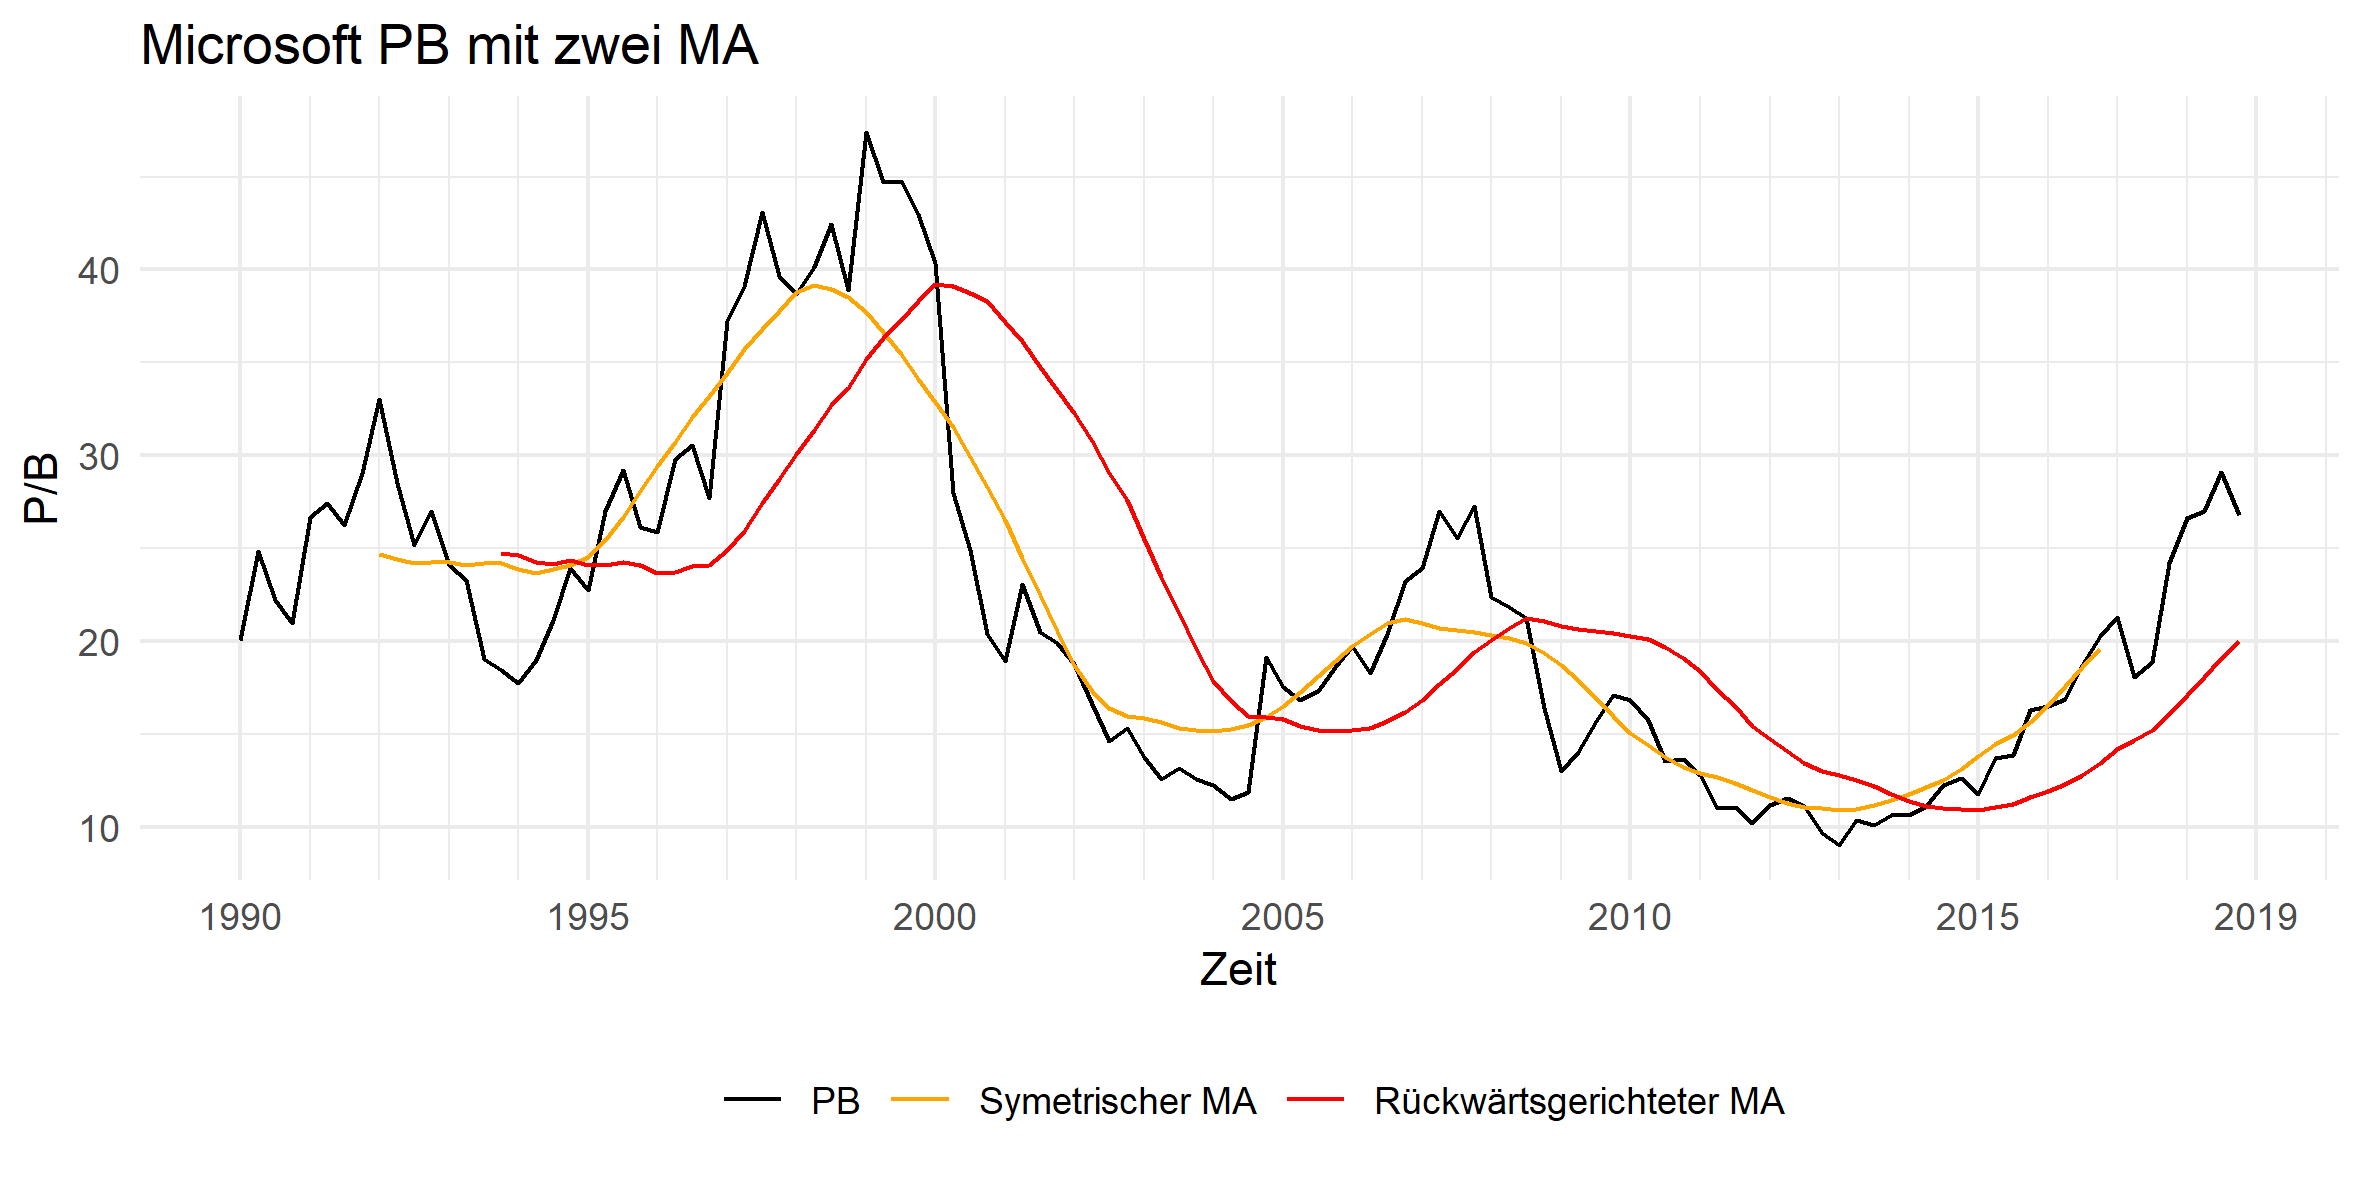 Microsoft PB mit zwei MA
P/B
40
30
20
10
1990 1995 2000 2005 2010 2015 2019
Zeit
PB Symetrischer MA Rückwärtsgerichteter MA